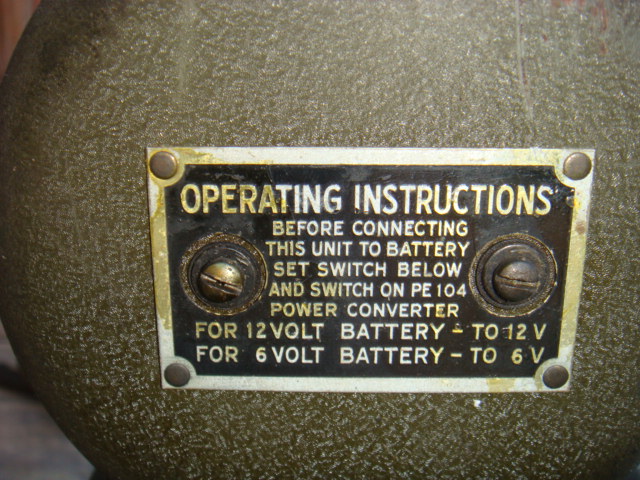 OPERATING INSTRUCTIONS
BEFORE CONNECTING
THIS UNIT TO BATTERY
SET SWITCH BELOW
AND SWITCH ON PE 104
POWER CONVERTER
FOR 12 VOLT BATTERY - TO 12 V
FOR 6 VOLT BATTERY - TO 6 V